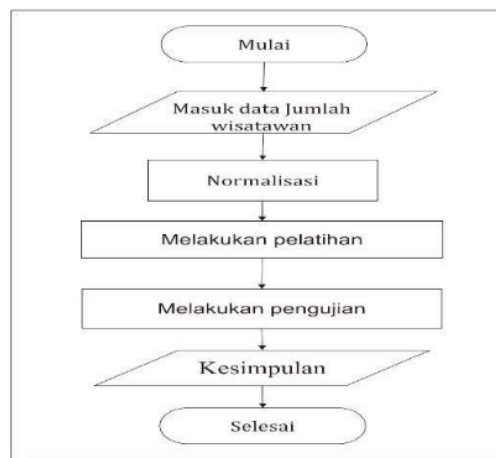 Mulai
Masuk data Jumlah
wisatawan
Normalisasi
Melakukan pelatihan
Melakukan pengujian
Kesimpulan
Selesai